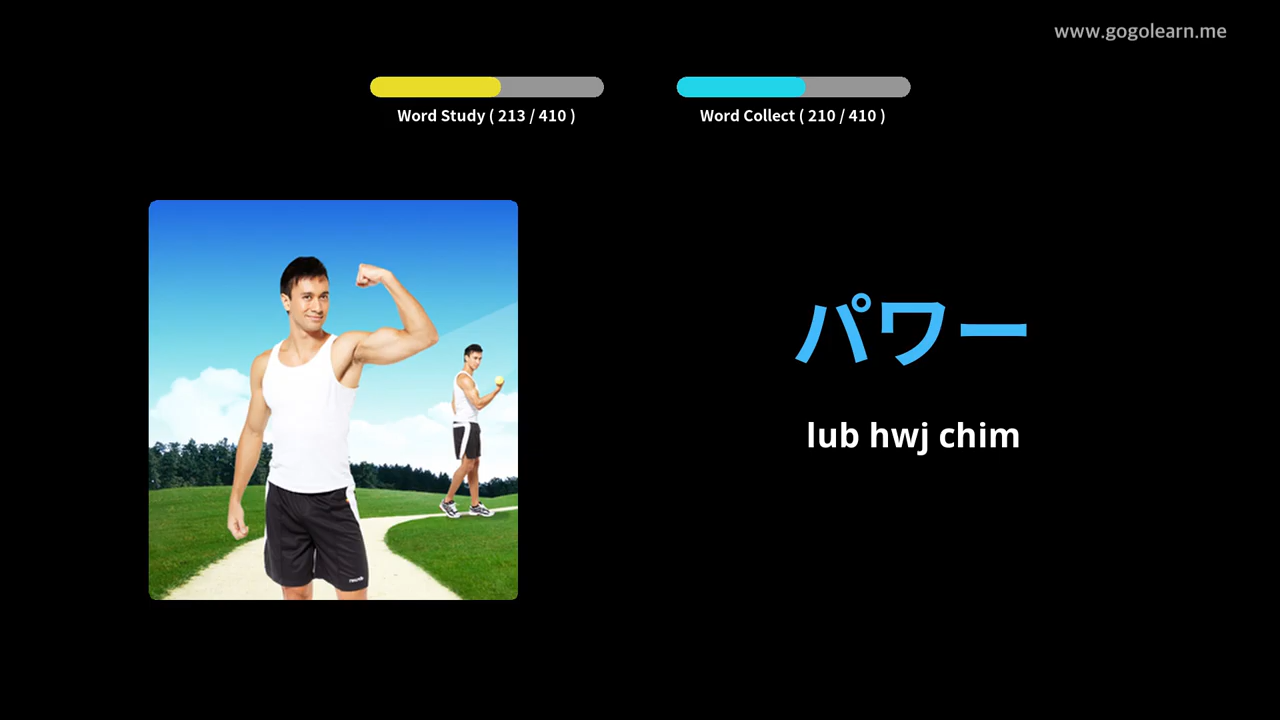 www.gogolearn.me
Word Study ( 213 / 410 )
Word Collect ( 210 / 410 )
パワー
lub hwj chim